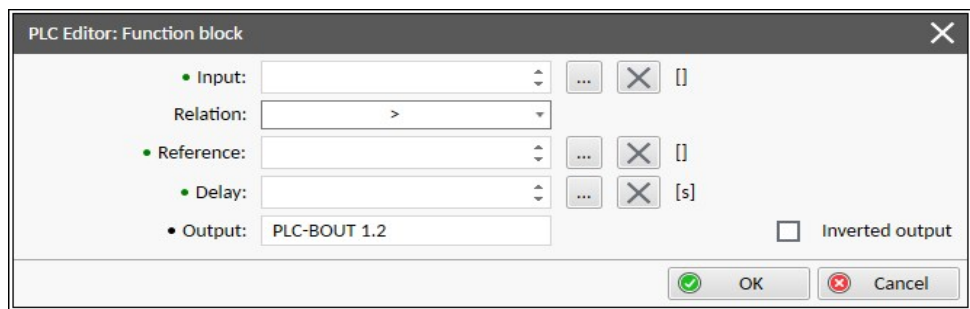 PLC Editor: Function block
• Input: ... []
Relation: >
• Reference: ... []
• Delay: ... [s]
• Output: PLC-BOUT 1.2 Inverted output
OK Cancel